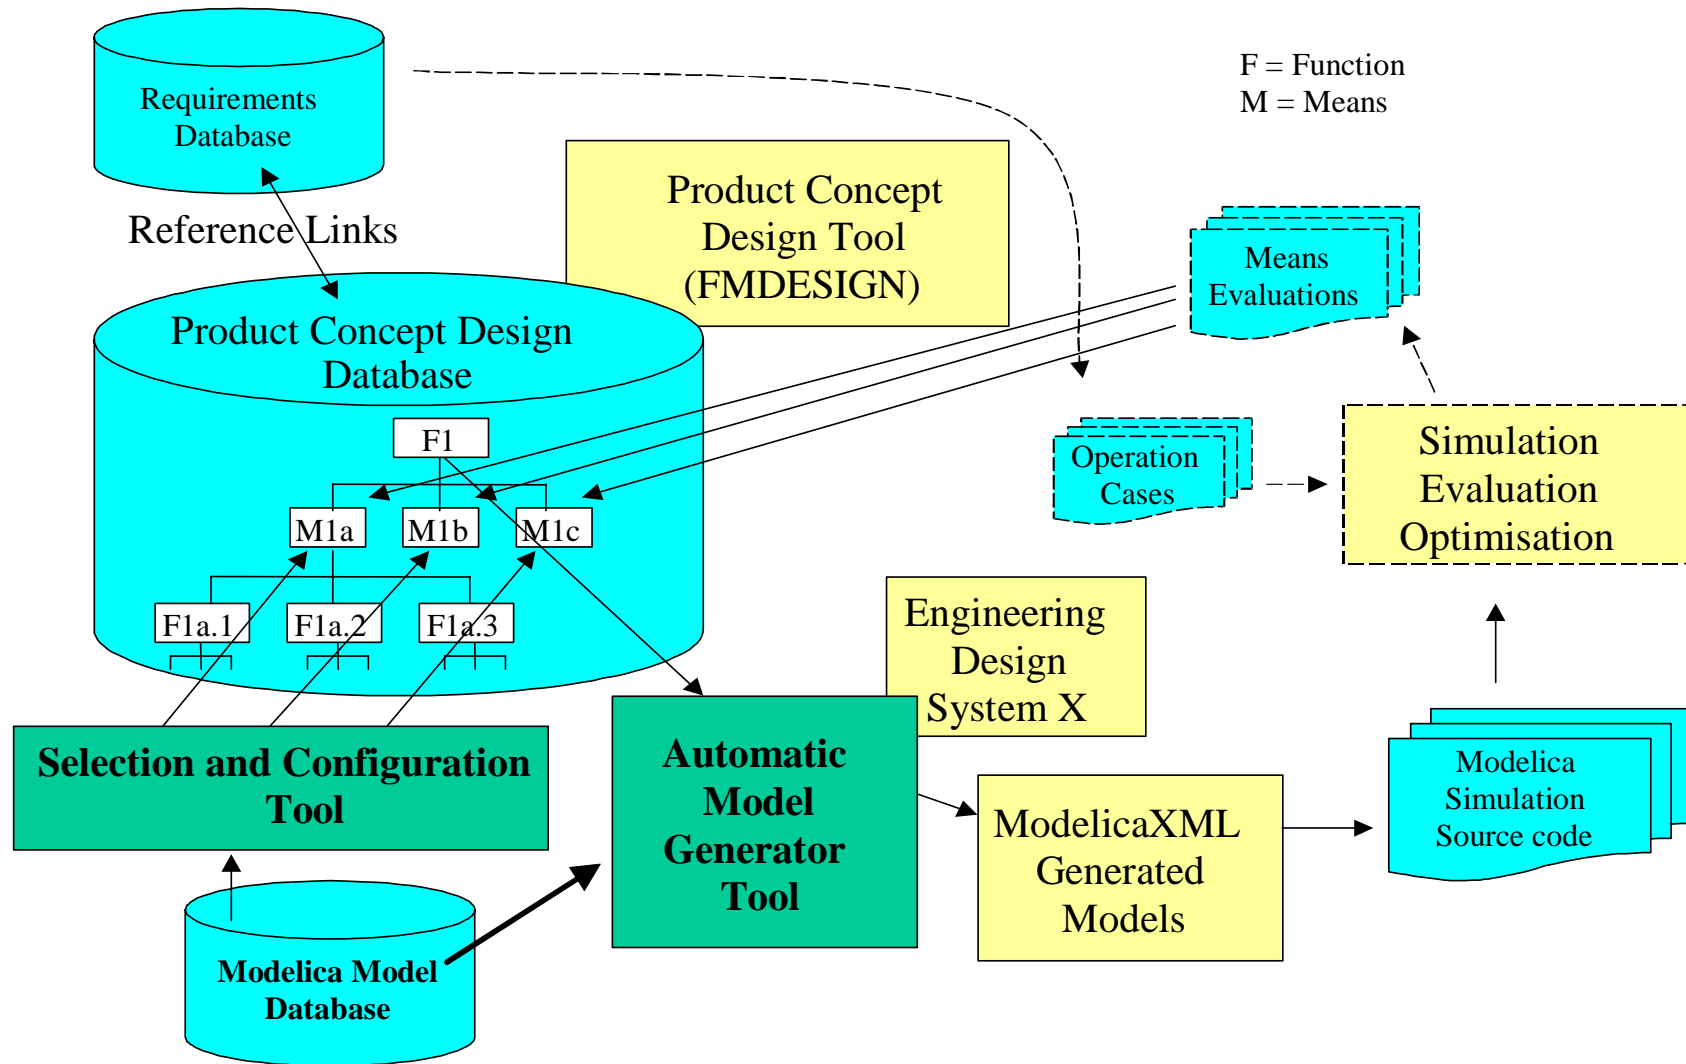 Requirements
Database
F = Function
M = Means
Reference Links
Product Concept
Design Tool
(FMDESIGN)
Means
Evaluations
Product Concept Design
Database
F1
M1a
M1b
M1c
F1a.1
F1a.2
F1a.3
Operation
Cases
Simulation
Evaluation
Optimisation
Engineering
Design
System X
Selection and Configuration
Tool
Automatic
Model
Generator
Tool
ModelicaXML
Generated
Models
Modelica
Simulation
Source code
Modelica Model
Database